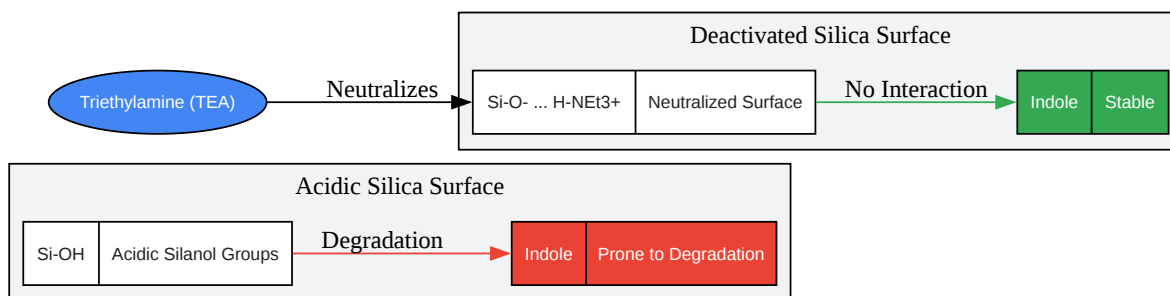 Deactivated Silica Surface
Triethylamine (TEA)
Neutralizes
Si-O- ... H-NEt3+
Neutralized Surface
No Interaction
Indole
Stable
Acidic Silica Surface
Si-OH
Acidic Silanol Groups
Degradation
Indole
Prone to Degradation